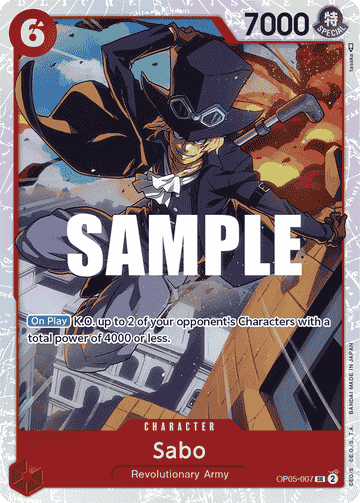 6
7000
特
SPECIAL
SAMPLE
On Play K.O. up to 2 of your opponent's Characters with a
total power of 4000 or less.
CHARACTER
Sabo
Revolutionary Army
OP05-007 SR 2
BANDAI MADE IN JAPAN